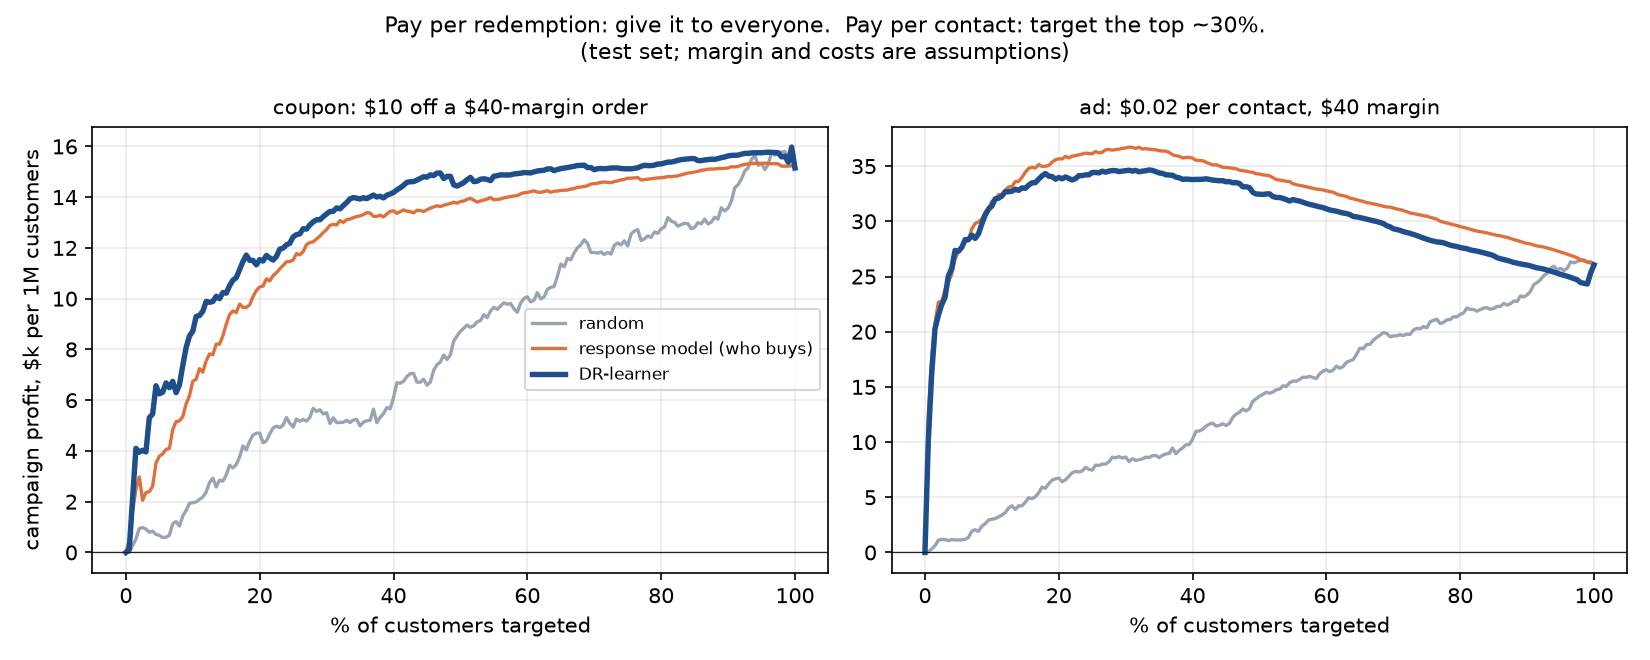 Pay per redemption: give it to everyone.  Pay per contact: target the top ~30%.
(test set; margin and costs are assumptions)
coupon: $10 off a $40-margin order
campaign profit, $k per 1M customers
16
14
12
10
8
6
4
2
0
random
response model (who buys)
DR-learner
0 20 40 60 80 100
% of customers targeted
ad: $0.02 per contact, $40 margin
35
30
25
20
15
10
5
0
0 20 40 60 80 100
% of customers targeted